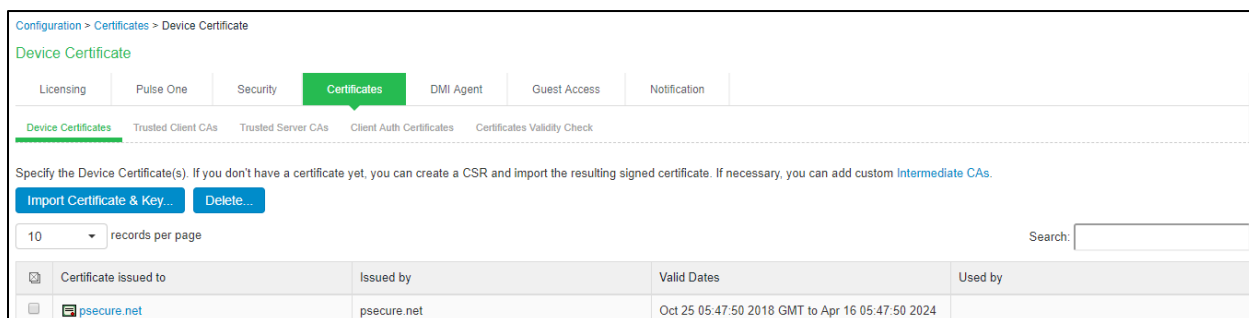 Configuration > Certificates > Device Certificate
Device Certificate
Licensing Pulse One Security Certificates DMI Agent Guest Access Notification
Device Certificates Trusted Client CAs Trusted Server CAs Client Auth Certificates Certificates Validity Check
Specify the Device Certificate(s). If you don't have a certificate yet, you can create a CSR and import the resulting signed certificate. If necessary, you can add custom Intermediate CAs.
Import Certificate & Key... Delete...
10 records per page Search:
Certificate issued to Issued by Valid Dates Used by
psecure.net psecure.net Oct 25 05:47:50 2018 GMT to Apr 16 05:47:50 2024